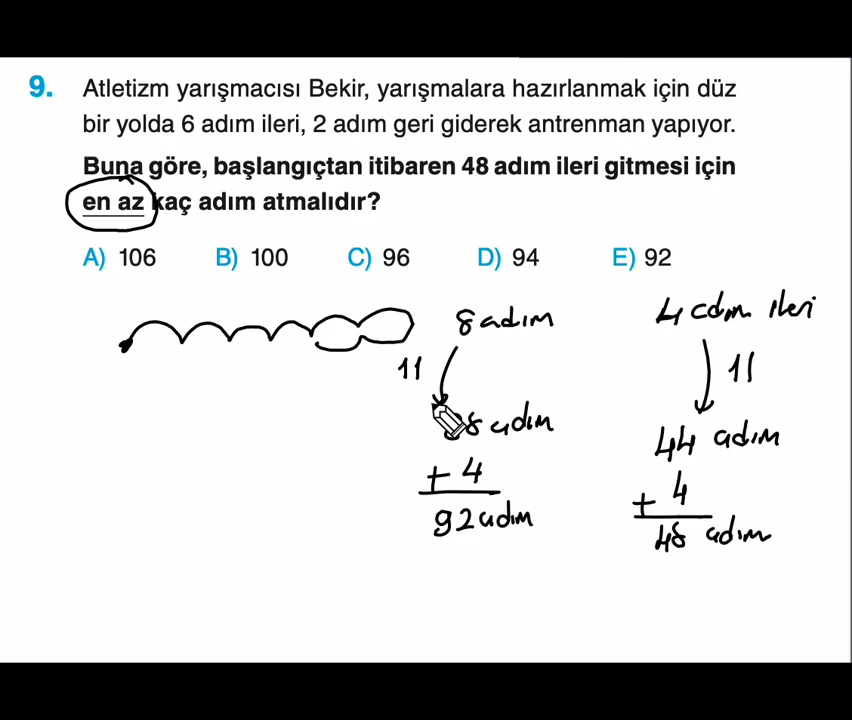 9. Atletizm yarışmacısı Bekir, yarışmalara hazırlanmak için düz
bir yolda 6 adım ileri, 2 adım geri giderek antrenman yapıyor.
Buna göre, başlangıçtan itibaren 48 adım ileri gitmesi için
en az kaç adım atmalıdır?
A) 106 B) 100 C) 96 D) 94 E) 92
8 adım
11
88 adım
+ 4
92 adım
4 adım ileri
11
44 adım
+ 4
48 adım